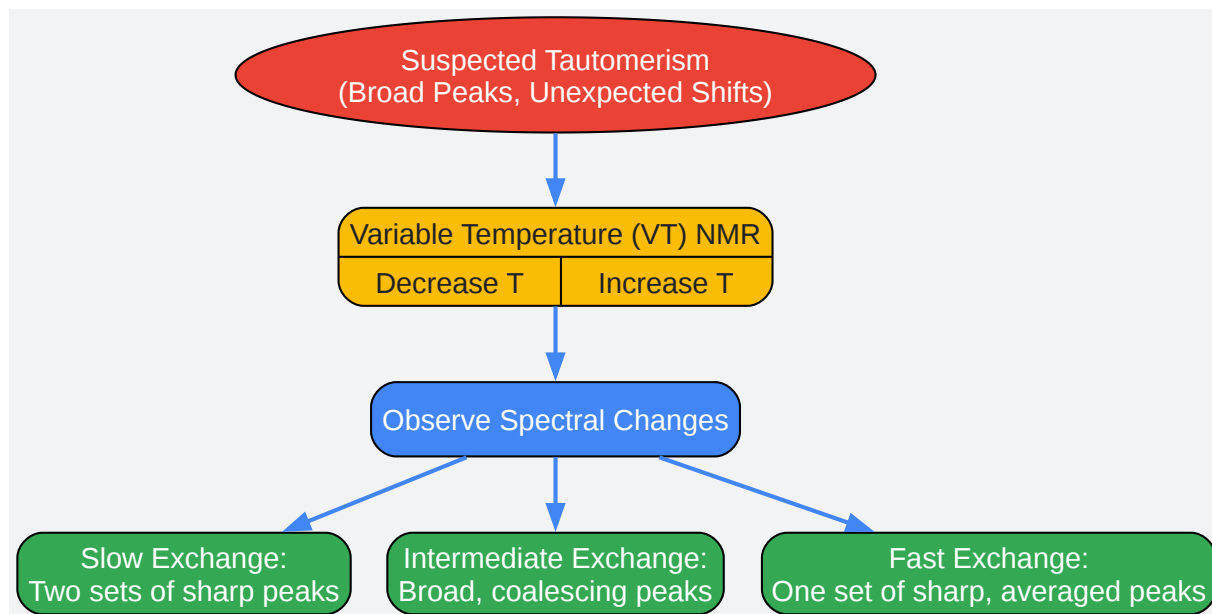 Suspected Tautomerism
(Broad Peaks, Unexpected Shifts)
Variable Temperature (VT) NMR
Decrease T
Increase T
Observe Spectral Changes
Slow Exchange:
Two sets of sharp peaks
Intermediate Exchange:
Broad, coalescing peaks
Fast Exchange:
One set of sharp, averaged peaks